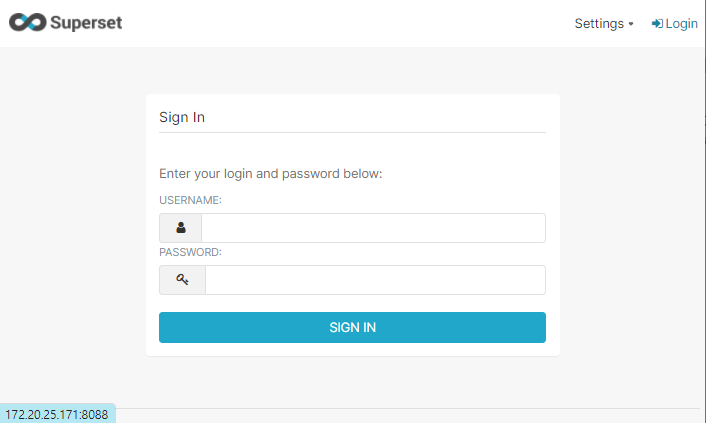 Superset
Settings
Login
Sign In
Enter your login and password below:
USERNAME:
PASSWORD:
SIGN IN
172.20.25.171:8088